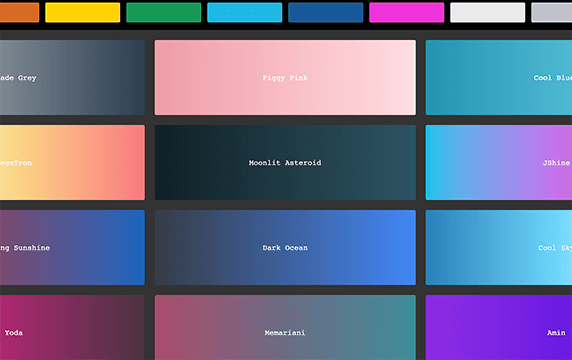 ade Grey
Piggy Pink
Cool Blue
egaTron
Moonlit Asteroid
JShine
ng Sunshine
Dark Ocean
Cool Sky
Yoda
Memariani
Amin